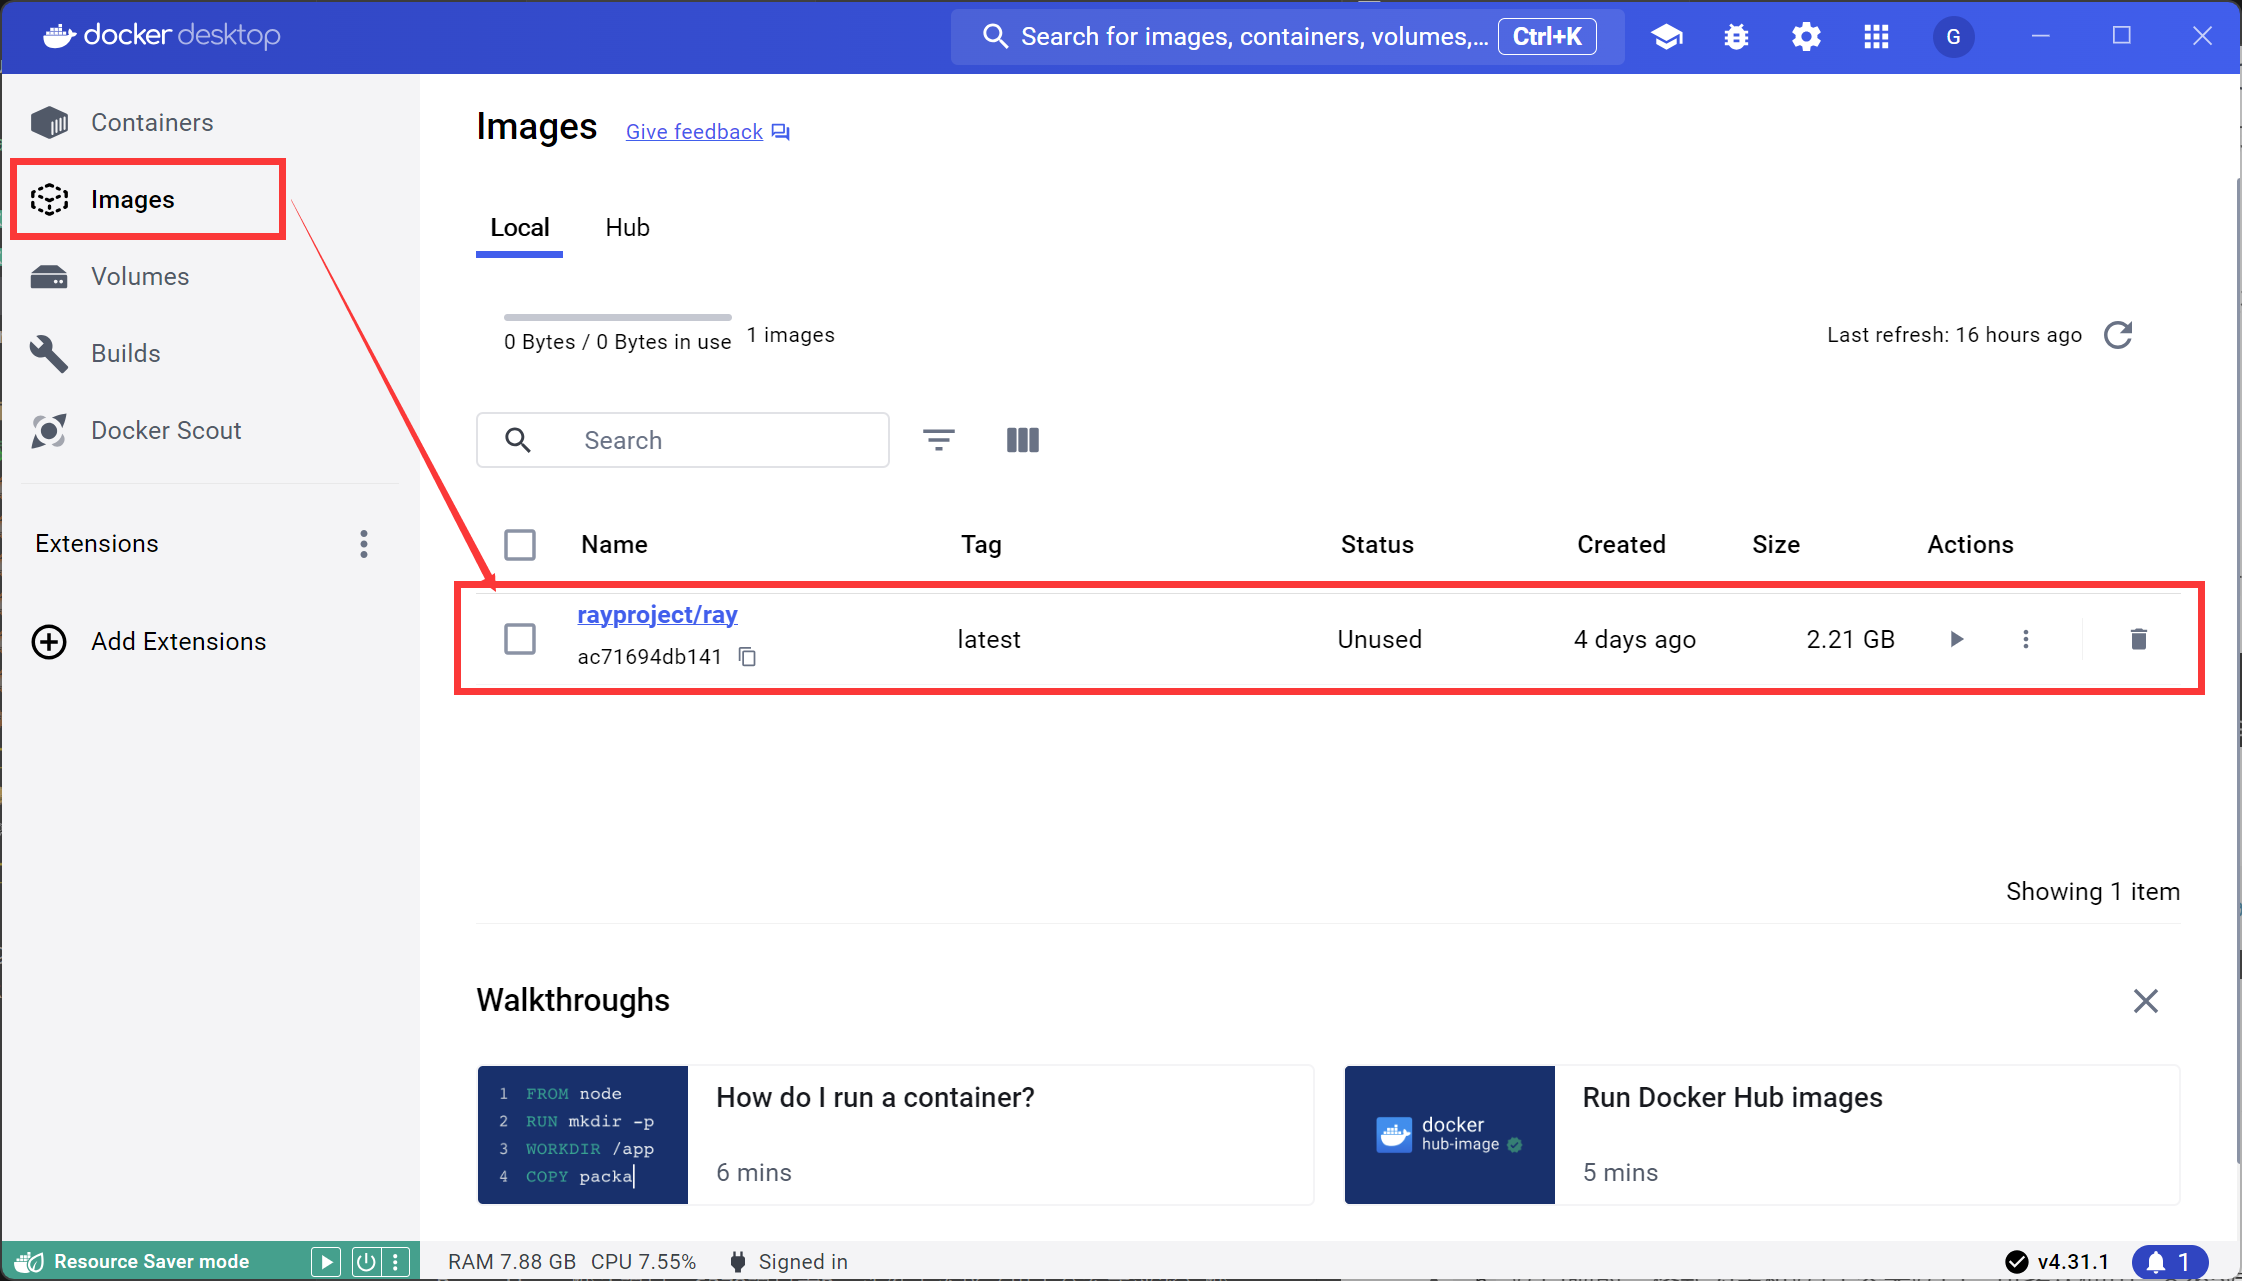 docker desktop
Search for images, containers, volumes,... Ctrl+K
G
Containers
Images
Volumes
Builds
Docker Scout
Extensions
Add Extensions
Images Give feedback
Local Hub
0 Bytes / 0 Bytes in use 1 images
Last refresh: 16 hours ago
Search
Name Tag Status Created Size Actions
rayproject/ray
ac71694db141
latest Unused 4 days ago 2.21 GB
Showing 1 item
Walkthroughs
1 FROM node
2 RUN mkdir -p
3 WORKDIR /app
4 COPY packa
How do I run a container?
6 mins
docker
hub-image
Run Docker Hub images
5 mins
Resource Saver mode
RAM 7.88 GB CPU 7.55% Signed in
v4.31.1
1